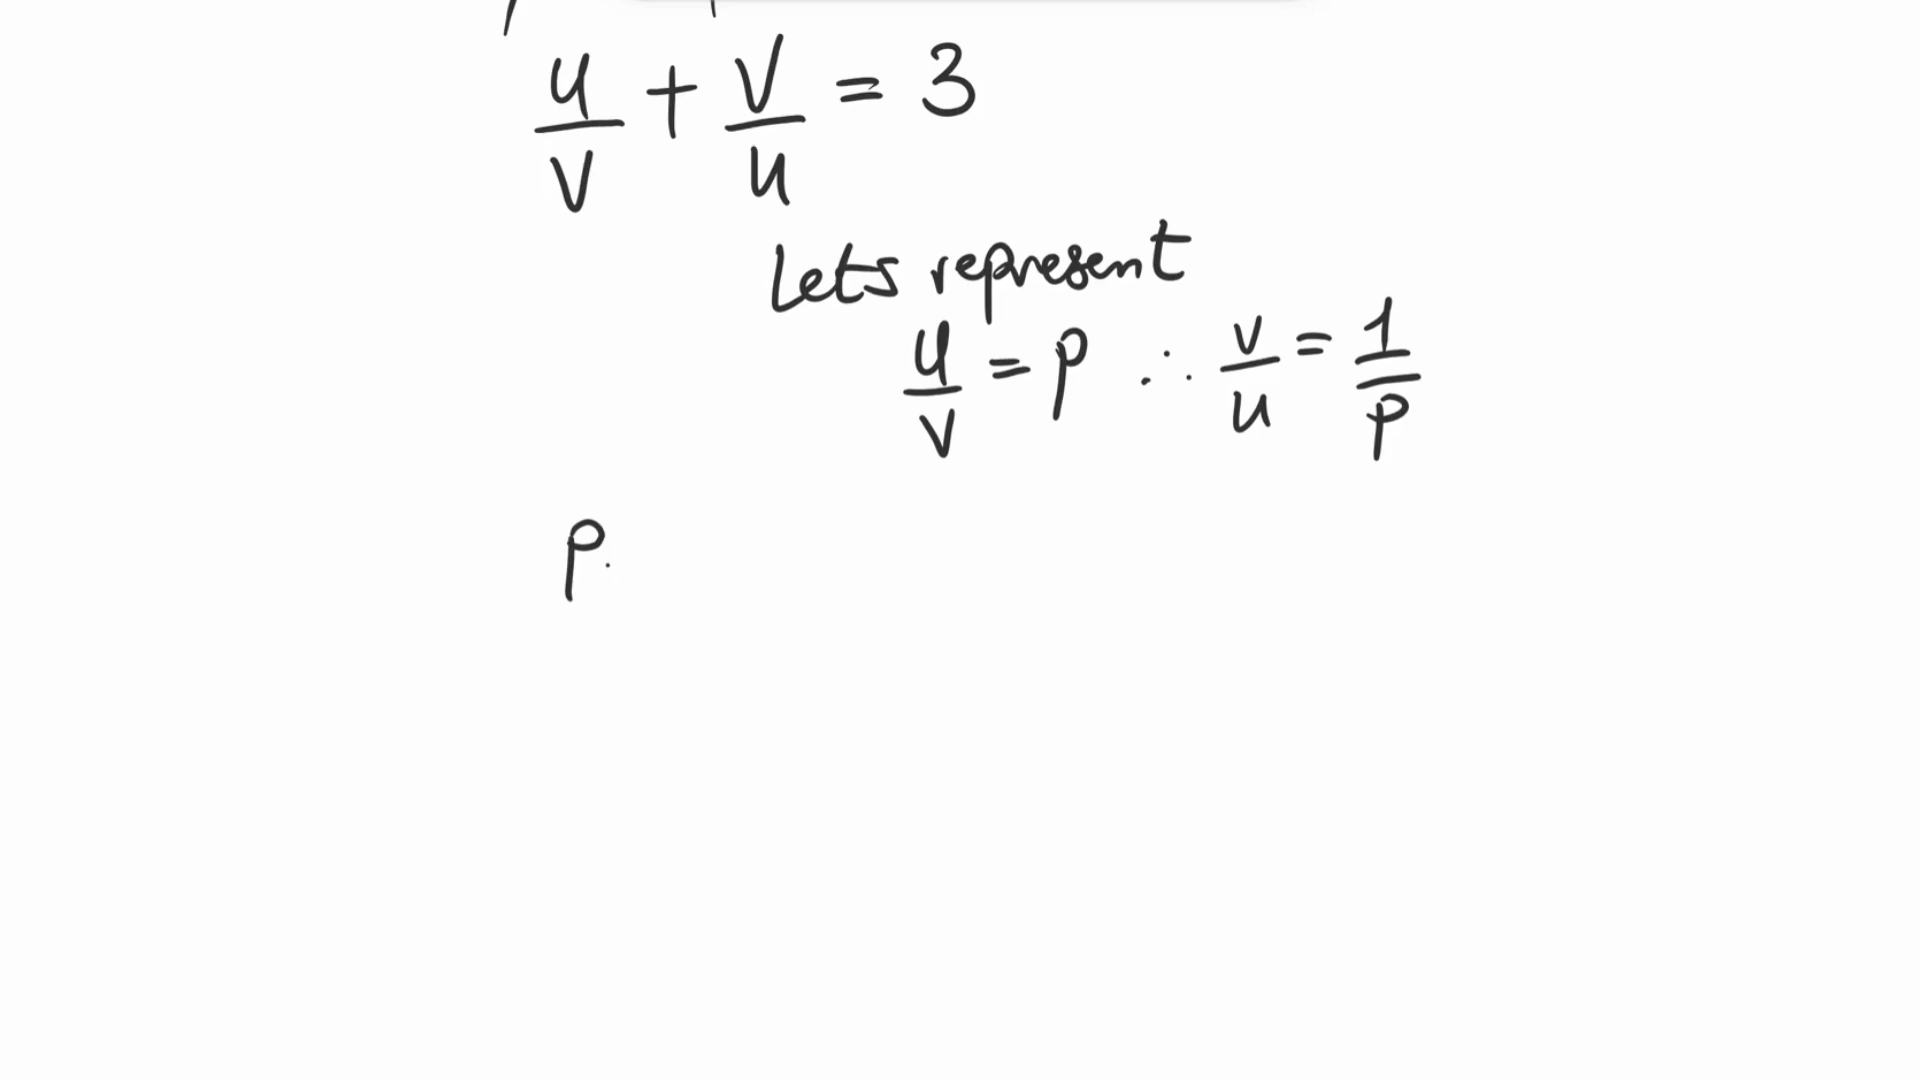 u/v + v/u = 3
Lets represent
u/v = p ∴ v/u = 1/p
p